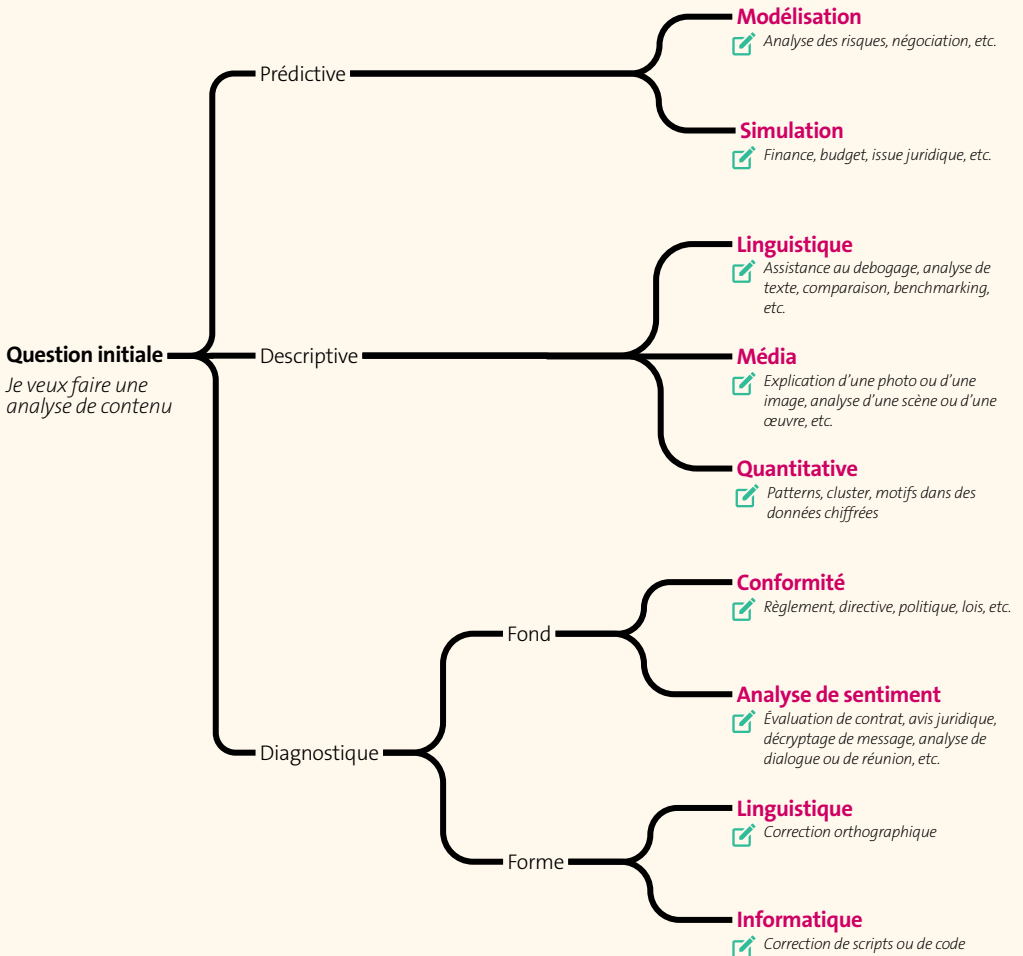 Modélisation
Analyse des risques, négociation, etc.
Prédictive
Simulation
Finance, budget, issue juridique, etc.
Linguistique
Assistance au debogage, analyse de
texte, comparaison, benchmarking,
etc.
Question initiale
Je veux faire une
analyse de contenu
Descriptive
Média
Explication d'une photo ou d'une
image, analyse d'une scène ou d'une
œuvre, etc.
Quantitative
Patterns, cluster, motifs dans des
données chiffrées
Conformité
Règlement, directive, politique, lois, etc.
Fond
Analyse de sentiment
Évaluation de contrat, avis juridique,
décryptage de message, analyse de
dialogue ou de réunion, etc.
Diagnostique
Linguistique
Correction orthographique
Forme
Informatique
Correction de scripts ou de code